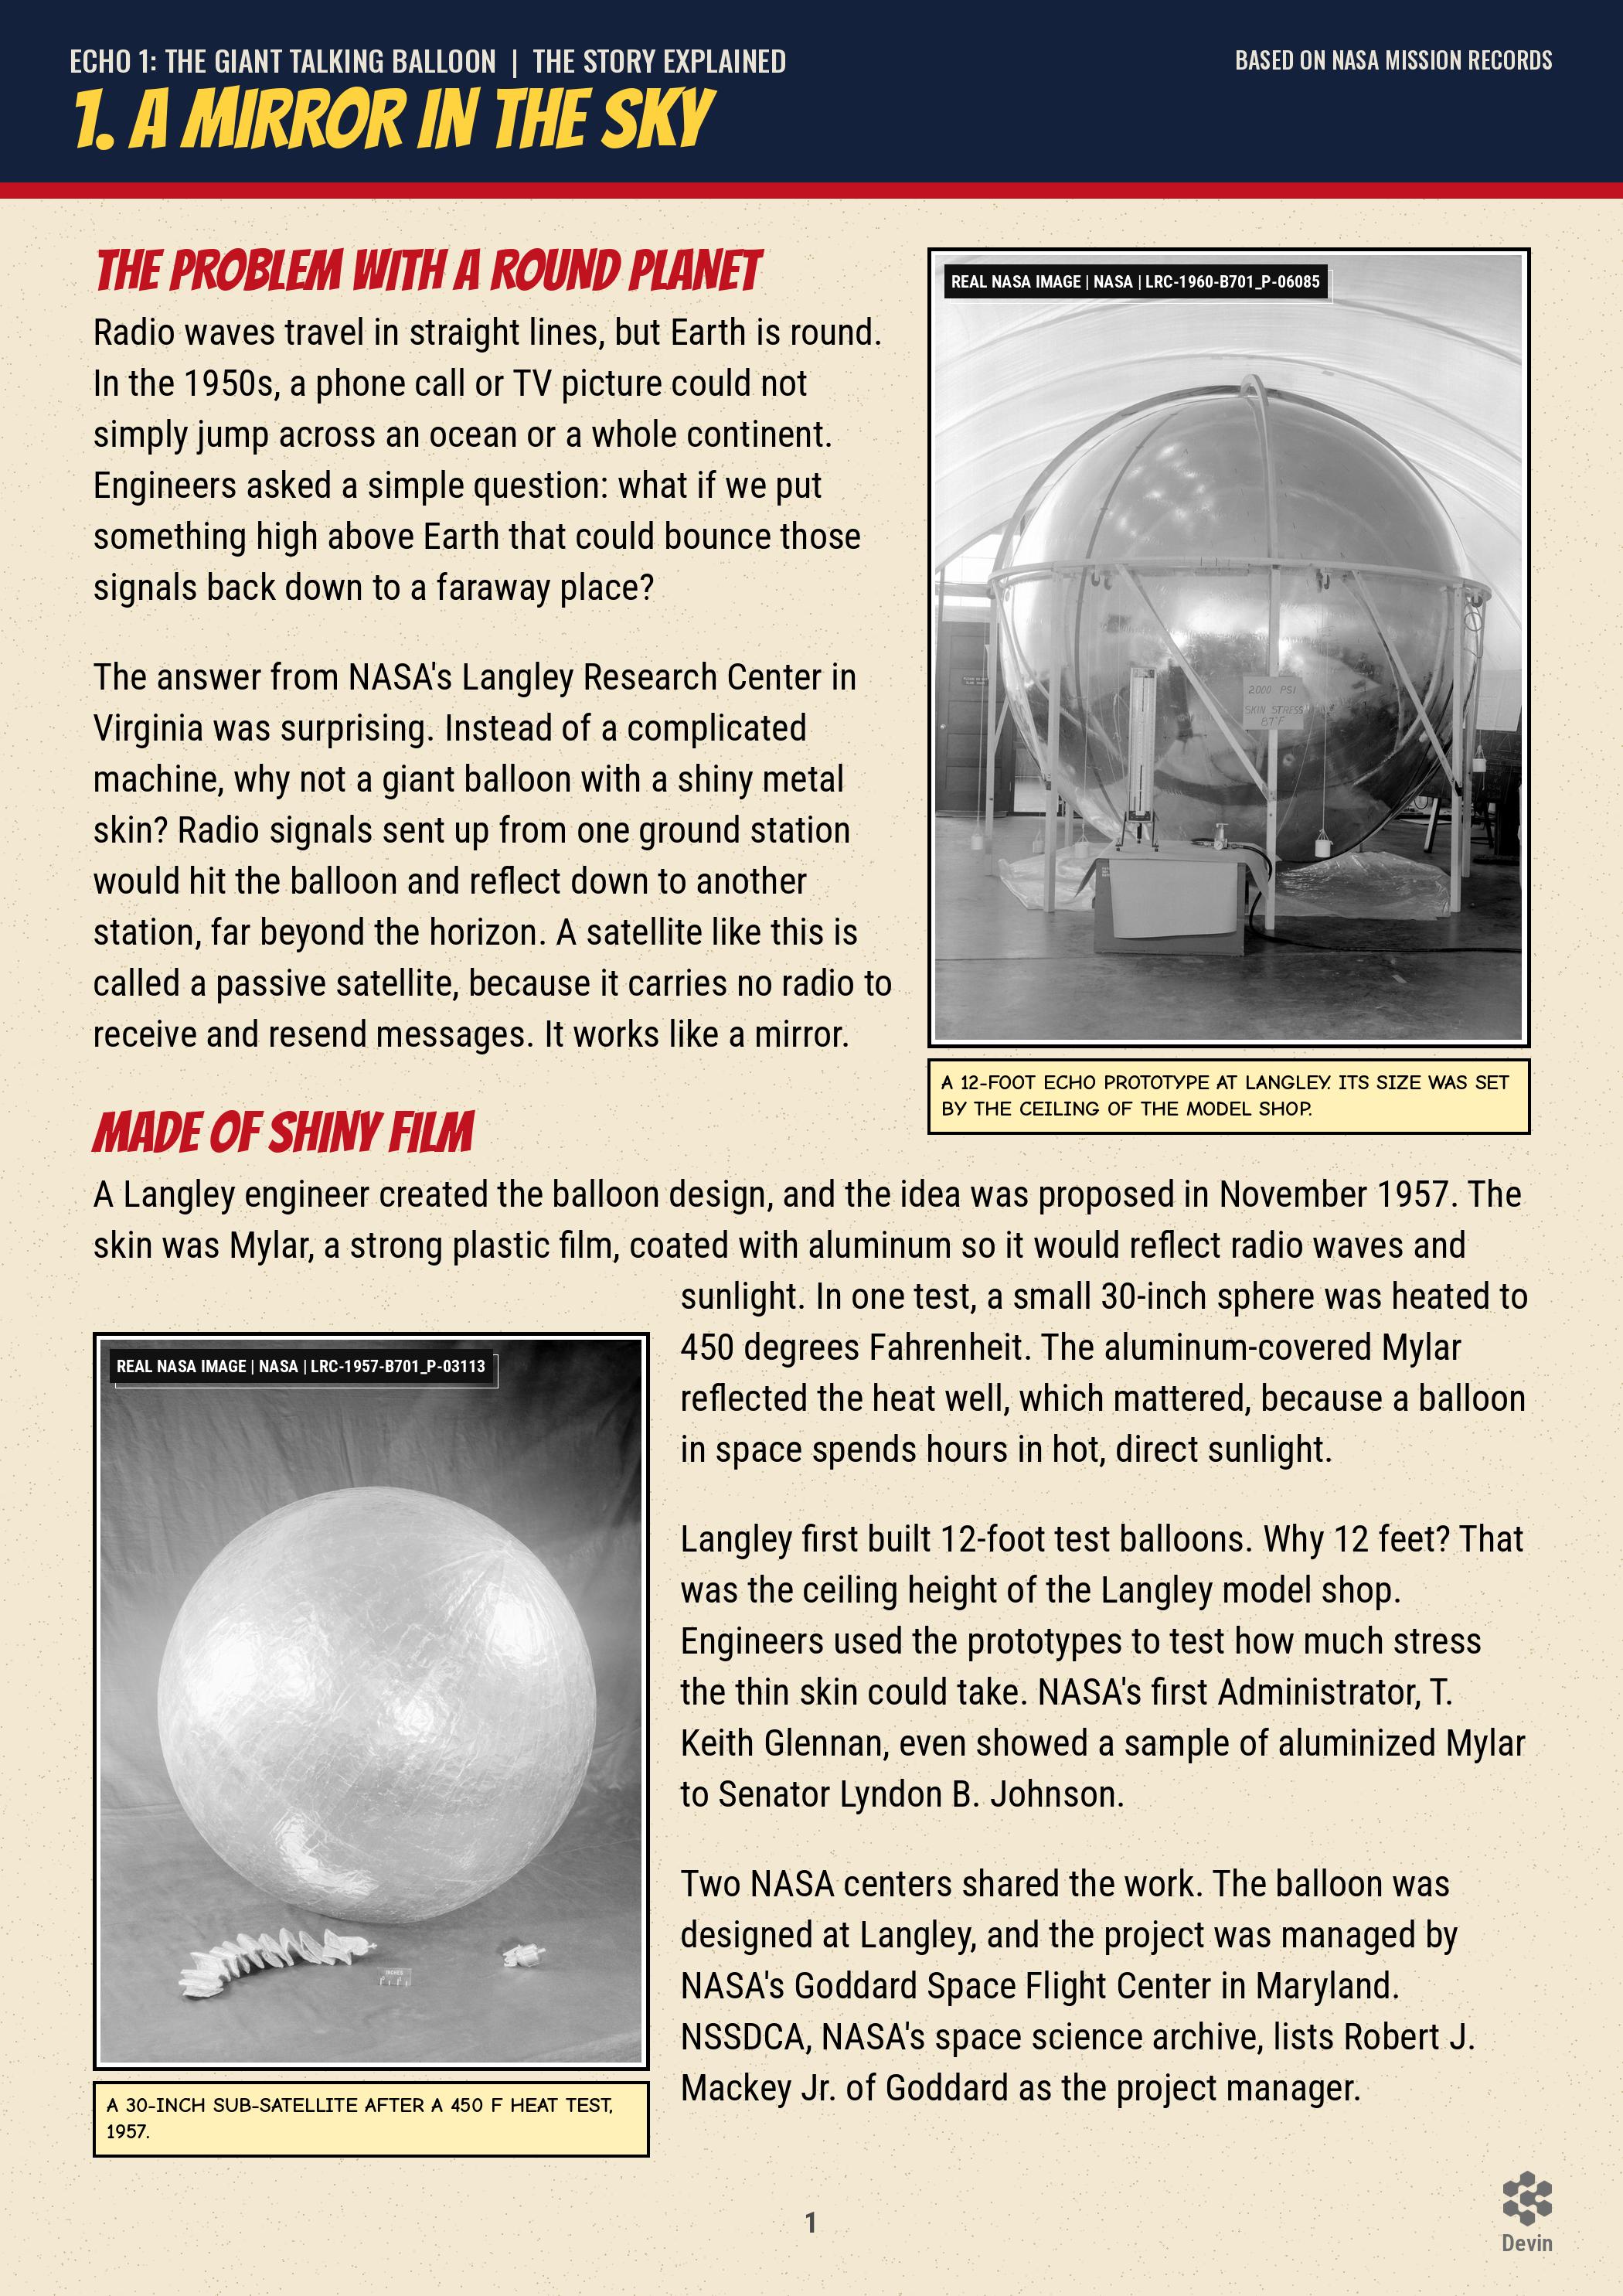 ECHO 1: THE GIANT TALKING BALLOON | THE STORY EXPLAINED
BASED ON NASA MISSION RECORDS
1. A MIRROR IN THE SKY
THE PROBLEM WITH A ROUND PLANET
Radio waves travel in straight lines, but Earth is round.
In the 1950s, a phone call or TV picture could not
simply jump across an ocean or a whole continent.
Engineers asked a simple question: what if we put
something high above Earth that could bounce those
signals back down to a faraway place?
The answer from NASA's Langley Research Center in
Virginia was surprising. Instead of a complicated
machine, why not a giant balloon with a shiny metal
skin? Radio signals sent up from one ground station
would hit the balloon and reflect down to another
station, far beyond the horizon. A satellite like this is
called a passive satellite, because it carries no radio to
receive and resend messages. It works like a mirror.
REAL NASA IMAGE | NASA | LRC-1960-B701_P-06085
2000 PSI
SKIN STRESS
87°F
A 12-FOOT ECHO PROTOTYPE AT LANGLEY. ITS SIZE WAS SET
BY THE CEILING OF THE MODEL SHOP.
MADE OF SHINY FILM
A Langley engineer created the balloon design, and the idea was proposed in November 1957. The
skin was Mylar, a strong plastic film, coated with aluminum so it would reflect radio waves and
sunlight. In one test, a small 30-inch sphere was heated to
450 degrees Fahrenheit. The aluminum-covered Mylar
reflected the heat well, which mattered, because a balloon
in space spends hours in hot, direct sunlight.
Langley first built 12-foot test balloons. Why 12 feet? That
was the ceiling height of the Langley model shop.
Engineers used the prototypes to test how much stress
the thin skin could take. NASA's first Administrator, T.
Keith Glennan, even showed a sample of aluminized Mylar
to Senator Lyndon B. Johnson.
Two NASA centers shared the work. The balloon was
designed at Langley, and the project was managed by
NASA's Goddard Space Flight Center in Maryland.
NSSDCA, NASA's space science archive, lists Robert J.
Mackey Jr. of Goddard as the project manager.
REAL NASA IMAGE | NASA | LRC-1957-B701_P-03113
INCHES
A 30-INCH SUB-SATELLITE AFTER A 450 F HEAT TEST,
1957.
1
Devin